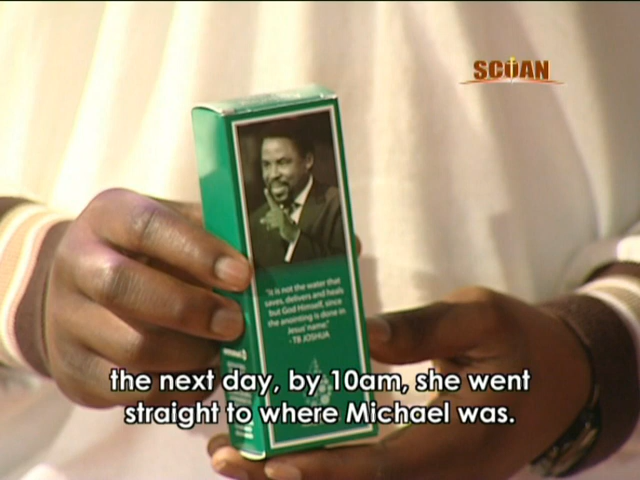 SCOAN
"it is not the water that
saves, delivers and heals
but God Himself, since
the anointing is done in
Jesus' name."
- TB JOSHUA
the next day, by 10am, she went
straight to where Michael was.